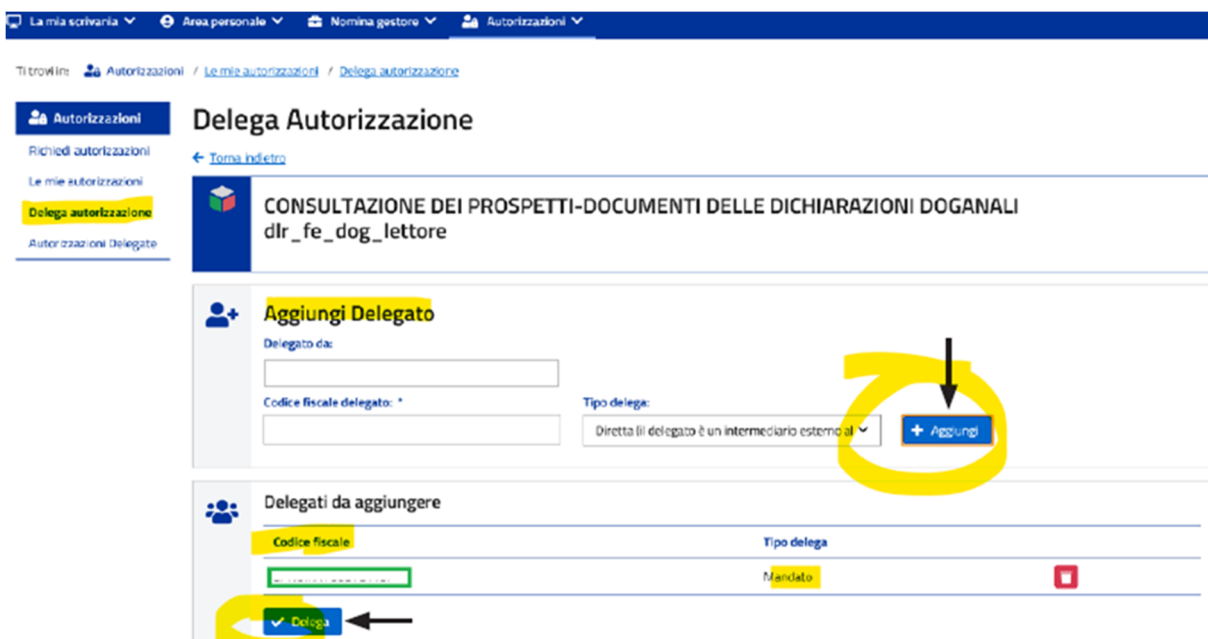 La mia scrivania Area personale Nomina gestore Autorizzazioni
Ti trovi in: Autorizzazioni / Le mie autorizzazioni / Delega autorizzazione
Autorizzazioni
Richiedi autorizzazioni
Le mie autorizzazioni
Delega autorizzazione
Autorizzazioni Delegate
Delega Autorizzazione
Torna indietro
CONSULTAZIONE DEI PROSPETTI-DOCUMENTI DELLE DICHIARAZIONI DOGANALI
dlr_fe_dog_lettore
Aggiungi Delegato
Delegato da:
Codice fiscale delegato: *
Tipo delega:
Diretta (il delegato è un intermediario esterno al
+ Aggiungi
Delegati da aggiungere
Codice fiscale Tipo delega
Mandato
Delega